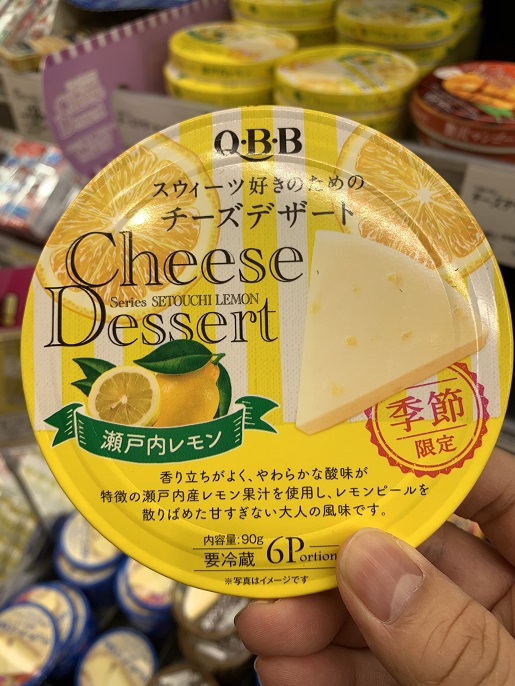 Q·B·B
スウィーツ好きのための
チーズデザート
Cheese
Series SETOUCHI LEMON
Dessert
瀬戸内レモン
季節
限定
香り立ちがよく、やわらかな酸味が
特徴の瀬戸内産レモン果汁を使用し、レモンピールを
散りばめた甘すぎない大人の風味です。
内容量:90g
要冷蔵 6Portion
※写真はイメージです